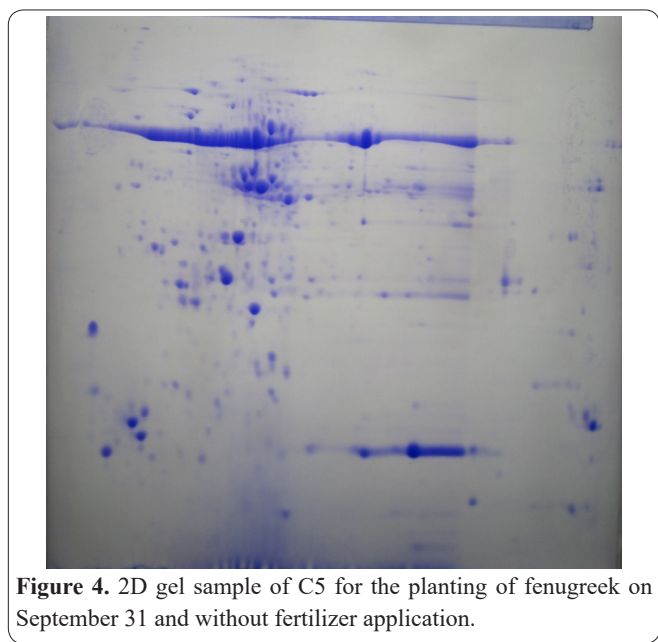 Figure 4. 2D gel sample of C5 for the planting of fenugreek on
September 31 and without fertilizer application.